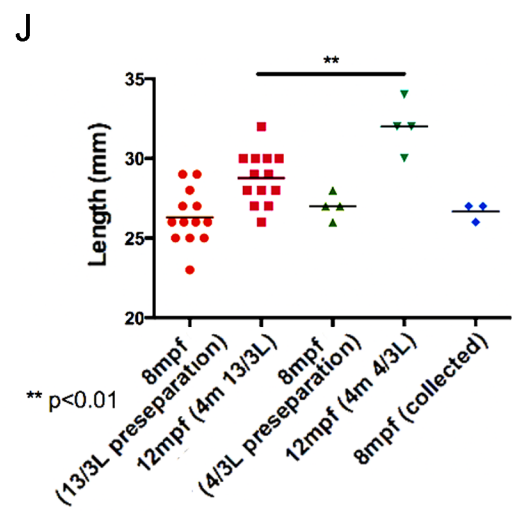 J
**
35
30
25
20
Length (mm)
8mpf
(13/3L preseparation)
12mpf (4m 13/3L)
8mpf
(4/3L preseparation)
12mpf (4m 4/3L)
8mpf (collected)
** p<0.01